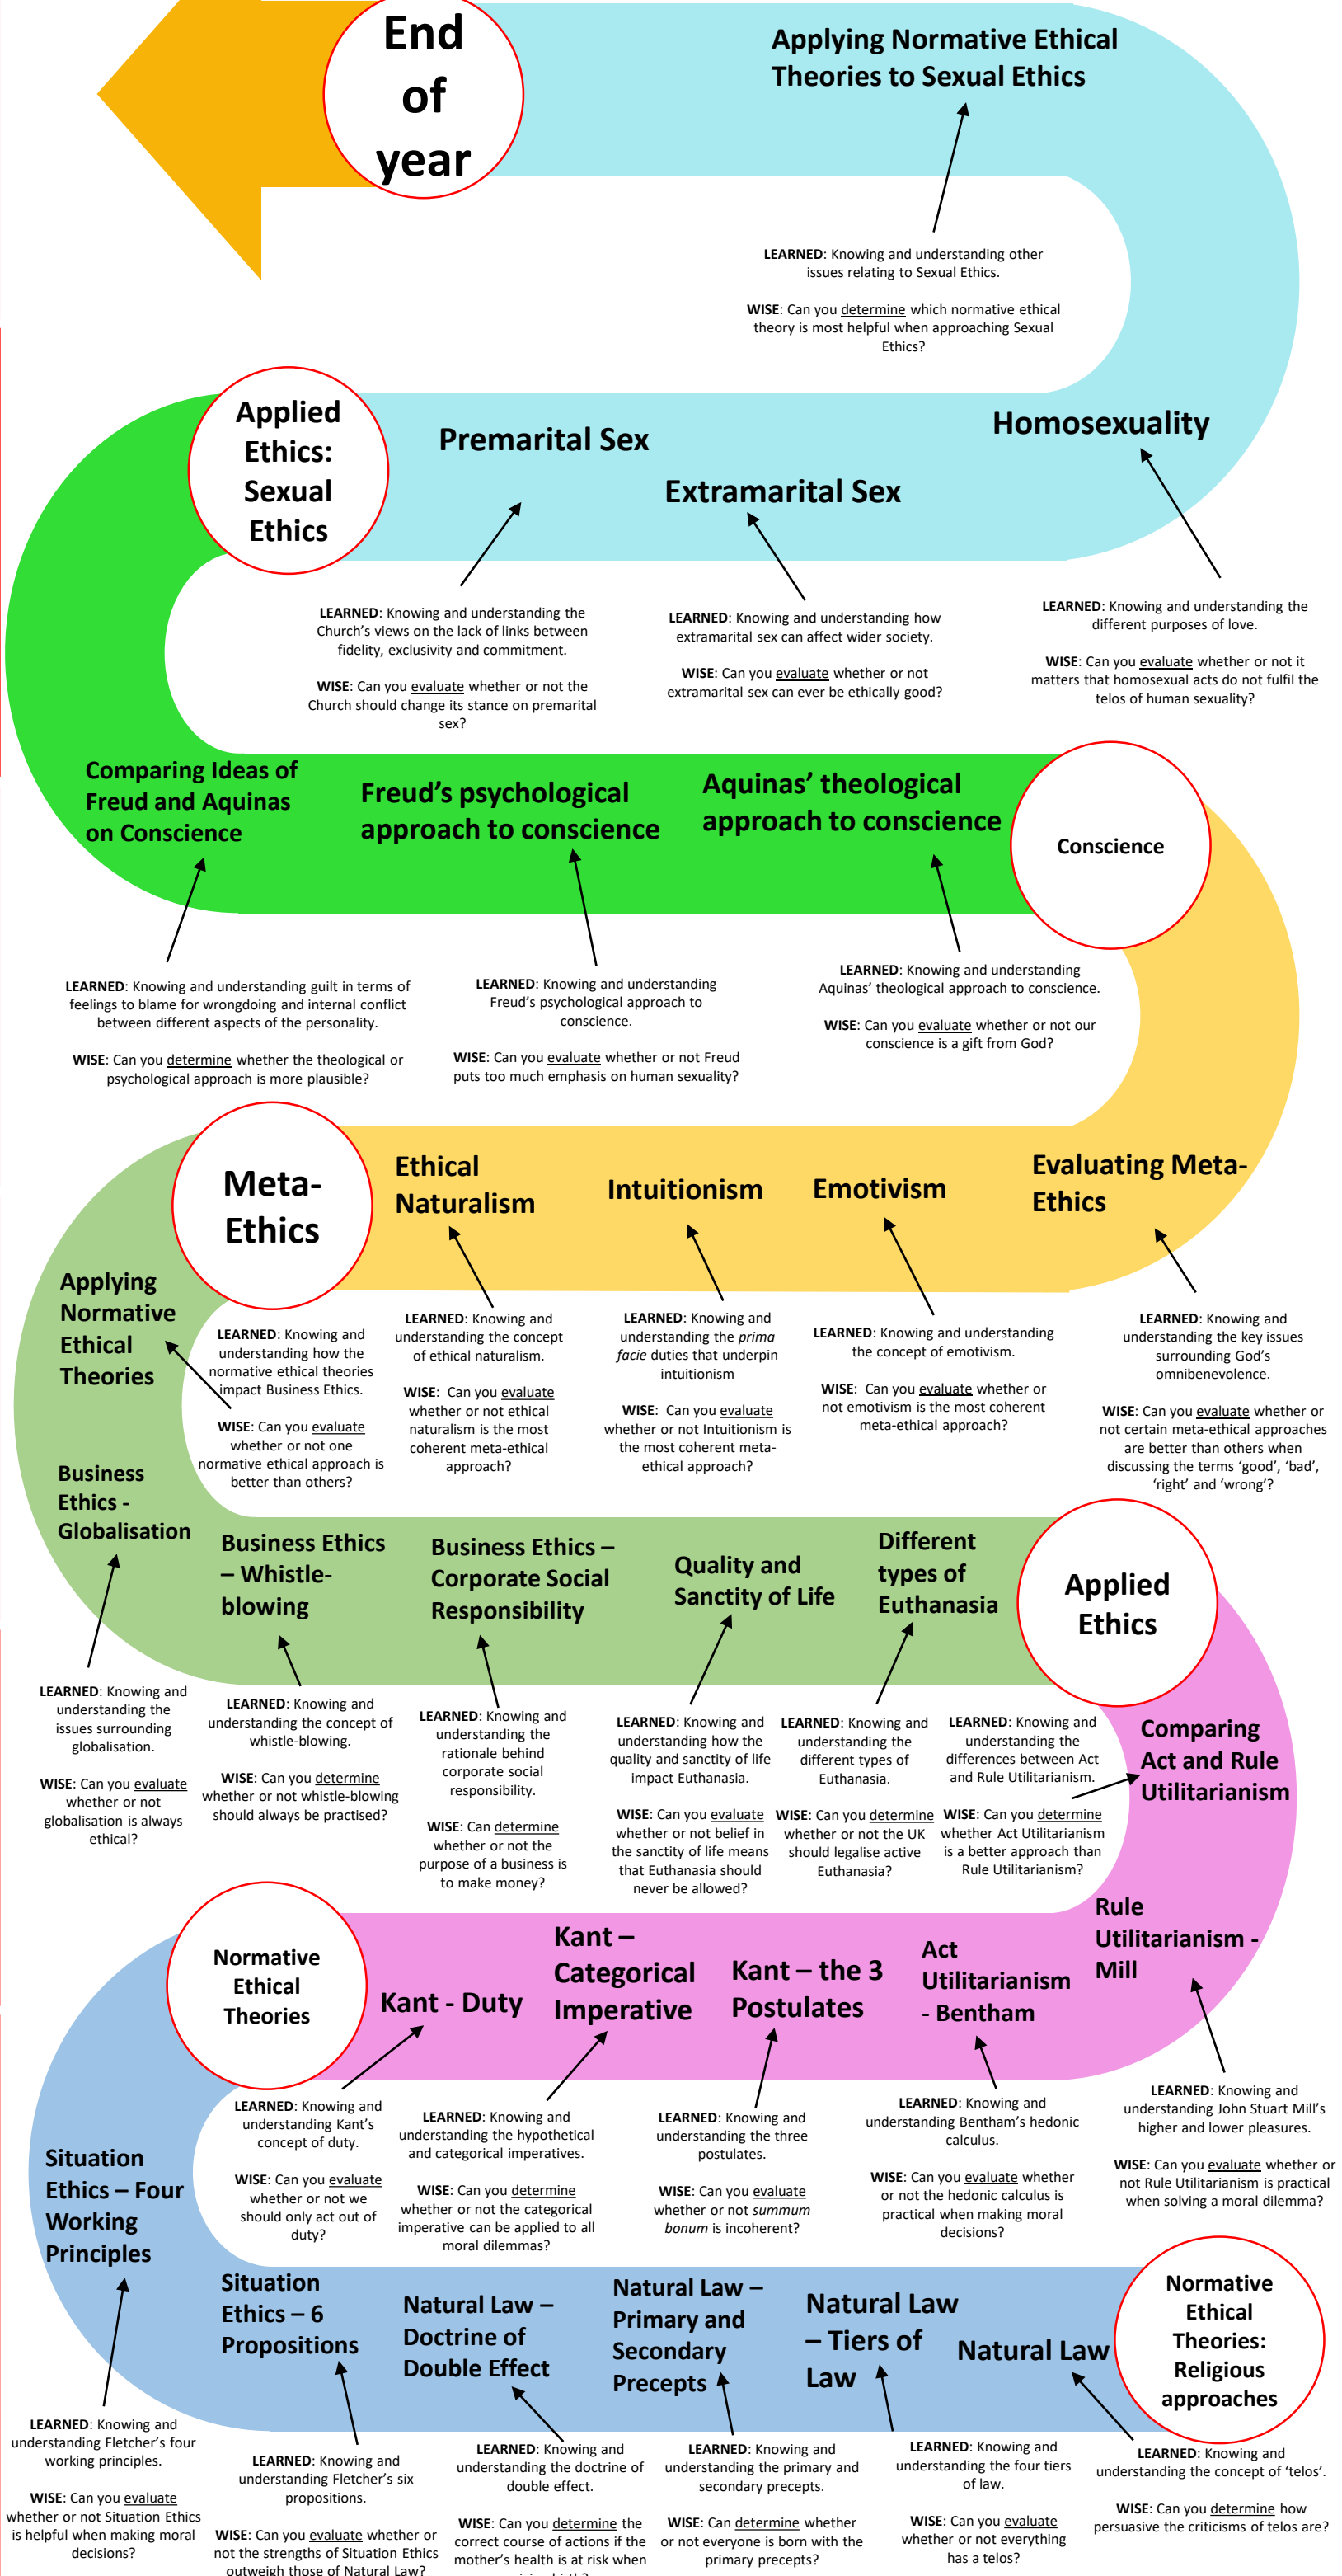 End
of
year
Applying Normative Ethical
Theories to Sexual Ethics
LEARNED: Knowing and understanding other
issues relating to Sexual Ethics.
WISE: Can you determine which normative ethical
theory is most helpful when approaching Sexual
Ethics?
Applied
Ethics:
Sexual
Ethics
Premarital Sex
Extramarital Sex
Homosexuality
LEARNED: Knowing and understanding the
Church's views on the lack of links between
fidelity, exclusivity and commitment.
WISE: Can you evaluate whether or not the
Church should change its stance on premarital
sex?
LEARNED: Knowing and understanding how
extramarital sex can affect wider society.
WISE: Can you evaluate whether or not
extramarital sex can ever be ethically good?
LEARNED: Knowing and understanding the
different purposes of love.
WISE: Can you evaluate whether or not it
matters that homosexual acts do not fulfil the
telos of human sexuality?
Comparing Ideas of
Freud and Aquinas
on Conscience
Freud's psychological
approach to conscience
Aquinas' theological
approach to conscience
Conscience
LEARNED: Knowing and understanding guilt in terms of
feelings to blame for wrongdoing and internal conflict
between different aspects of the personality.
WISE: Can you determine whether the theological or
psychological approach is more plausible?
LEARNED: Knowing and understanding
Freud's psychological approach to
conscience.
WISE: Can you evaluate whether or not Freud
puts too much emphasis on human sexuality?
LEARNED: Knowing and understanding
Aquinas' theological approach to conscience.
WISE: Can you evaluate whether or not our
conscience is a gift from God?
Meta-
Ethics
Ethical
Naturalism
Intuitionism
Emotivism
Evaluating Meta-
Ethics
Applying
Normative
Ethical
Theories
LEARNED: Knowing and
understanding how the
normative ethical theories
impact Business Ethics.
WISE: Can you evaluate
whether or not one
normative ethical approach is
better than others?
LEARNED: Knowing and
understanding the concept
of ethical naturalism.
WISE: Can you evaluate
whether or not ethical
naturalism is the most
coherent meta-ethical
approach?
LEARNED: Knowing and
understanding the prima
facie duties that underpin
intuitionism
WISE: Can you evaluate
whether or not Intuitionism is
the most coherent meta-
ethical approach?
LEARNED: Knowing and understanding
the concept of emotivism.
WISE: Can you evaluate whether or
not emotivism is the most coherent
meta-ethical approach?
LEARNED: Knowing and
understanding the key issues
surrounding God's
omnibenevolence.
WISE: Can you evaluate whether or
not certain meta-ethical approaches
are better than others when
discussing the terms 'good', 'bad',
'right' and 'wrong'?
Business
Ethics -
Globalisation
Business Ethics
– Whistle-
blowing
Business Ethics –
Corporate Social
Responsibility
Quality and
Sanctity of Life
Different
types of
Euthanasia
Applied
Ethics
LEARNED: Knowing and
understanding the
issues surrounding
globalisation.
WISE: Can you evaluate
whether or not
globalisation is always
ethical?
LEARNED: Knowing and
understanding the concept of
whistle-blowing.
WISE: Can you determine
whether or not whistle-blowing
should always be practised?
LEARNED: Knowing and
understanding the
rationale behind
corporate social
responsibility.
WISE: Can determine
whether or not the
purpose of a business is
to make money?
LEARNED: Knowing and
understanding how the
quality and sanctity of life
impact Euthanasia.
WISE: Can you evaluate
whether or not belief in
the sanctity of life means
that Euthanasia should
never be allowed?
LEARNED: Knowing and
understanding the
different types of
Euthanasia.
WISE: Can you determine
whether or not the UK
should legalise active
Euthanasia?
LEARNED: Knowing and
understanding the
differences between Act
and Rule Utilitarianism.
WISE: Can you determine
whether Act Utilitarianism
is a better approach than
Rule Utilitarianism?
Comparing
Act and Rule
Utilitarianism
Rule
Utilitarianism -
Mill
Normative
Ethical
Theories
Kant - Duty
Kant –
Categorical
Imperative
Kant – the 3
Postulates
Act
Utilitarianism
- Bentham
LEARNED: Knowing and
understanding Kant's
concept of duty.
WISE: Can you evaluate
whether or not we
should only act out of
duty?
LEARNED: Knowing and
understanding the hypothetical
and categorical imperatives.
WISE: Can you determine
whether or not the categorical
imperative can be applied to all
moral dilemmas?
LEARNED: Knowing and
understanding the three
postulates.
WISE: Can you evaluate
whether or not summum
bonum is incoherent?
LEARNED: Knowing and
understanding Bentham's hedonic
calculus.
WISE: Can you evaluate whether
or not the hedonic calculus is
practical when making moral
decisions?
LEARNED: Knowing and
understanding John Stuart Mill's
higher and lower pleasures.
WISE: Can you evaluate whether or
not Rule Utilitarianism is practical
when solving a moral dilemma?
Situation
Ethics – Four
Working
Principles
Situation
Ethics – 6
Propositions
Natural Law –
Doctrine of
Double Effect
Natural Law –
Primary and
Secondary
Precepts
Natural Law
– Tiers of
Law
Natural Law
Normative
Ethical
Theories:
Religious
approaches
LEARNED: Knowing and
understanding Fletcher's four
working principles.
WISE: Can you evaluate
whether or not Situation Ethics
is helpful when making moral
decisions?
LEARNED: Knowing and
understanding Fletcher's six
propositions.
WISE: Can you evaluate whether or
not the strengths of Situation Ethics
outweigh those of Natural Law?
LEARNED: Knowing and
understanding the doctrine of
double effect.
WISE: Can you determine the
correct course of actions if the
mother's health is at risk when
LEARNED: Knowing and
understanding the primary and
secondary precepts.
WISE: Can determine whether
or not everyone is born with the
primary precepts?
LEARNED: Knowing and
understanding the four tiers
of law.
WISE: Can you evaluate
whether or not everything
has a telos?
LEARNED: Knowing and
understanding the concept of 'telos'.
WISE: Can you determine how
persuasive the criticisms of telos are?